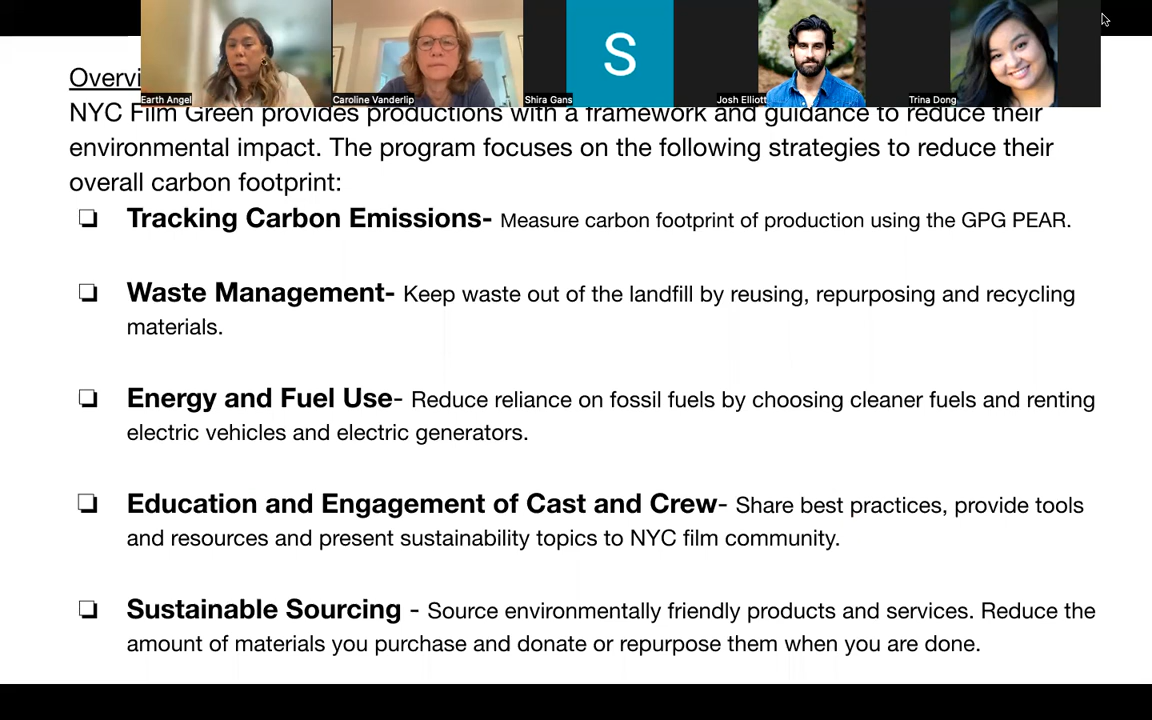 S
Earth Angel
Caroline Vanderlip
Shira Gans
Josh Elliott
Trina Dong
NYC Film Green provides productions with a framework and guidance to reduce their
environmental impact. The program focuses on the following strategies to reduce their
overall carbon footprint:
❏ Tracking Carbon Emissions- Measure carbon footprint of production using the GPG PEAR.
❏ Waste Management- Keep waste out of the landfill by reusing, repurposing and recycling
materials.
❏ Energy and Fuel Use- Reduce reliance on fossil fuels by choosing cleaner fuels and renting
electric vehicles and electric generators.
❏ Education and Engagement of Cast and Crew- Share best practices, provide tools
and resources and present sustainability topics to NYC film community.
❏ Sustainable Sourcing - Source environmentally friendly products and services. Reduce the
amount of materials you purchase and donate or repurpose them when you are done.